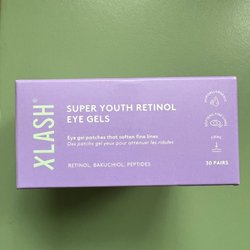 XLASH®
SUPER YOUTH RETINOL
EYE GELS
Eye gel patches that soften fine lines
Des patchs gel yeux pour atténuer les ridules
RETINOL, BAKUCHIOL, PEPTIDES
30 PAIRS